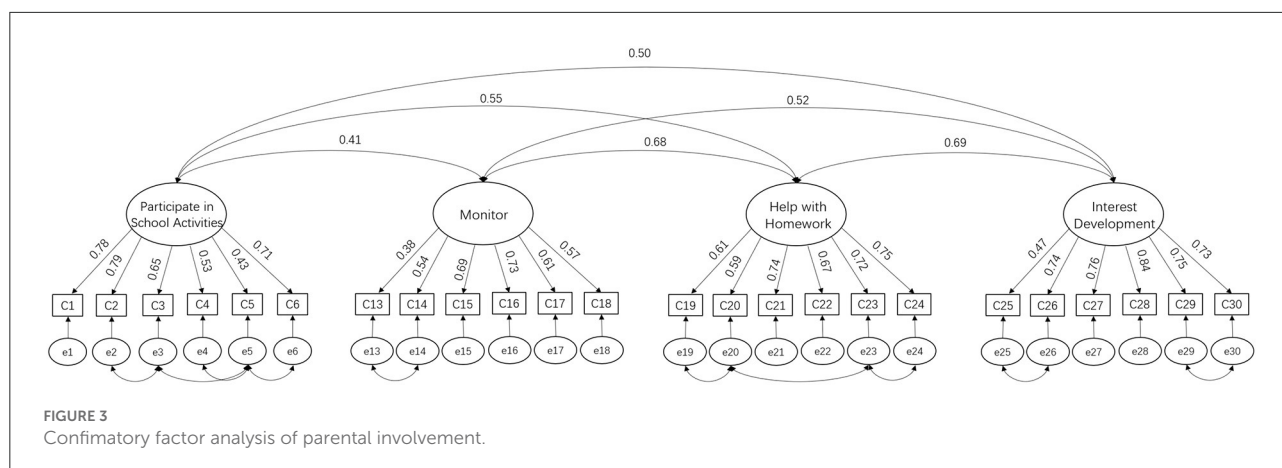 0.50
0.55 0.52
0.41 0.68 0.69
Participate in
School Activities
Monitor
Help with
Homework
Interest
Development
0.78 0.79 0.65 0.53 0.43 0.71
0.38 0.54 0.69 0.73 0.61 0.57
0.61 0.59 0.74 0.67 0.72 0.75
0.47 0.74 0.76 0.84 0.75 0.73
C1 C2 C3 C4 C5 C6 C13 C14 C15 C16 C17 C18 C19 C20 C21 C22 C23 C24 C25 C26 C27 C28 C29 C30
e1 e2 e3 e4 e5 e6 e13 e14 e15 e16 e17 e18 e19 e20 e21 e22 e23 e24 e25 e26 e27 e28 e29 e30
FIGURE 3
Confimatory factor analysis of parental involvement.